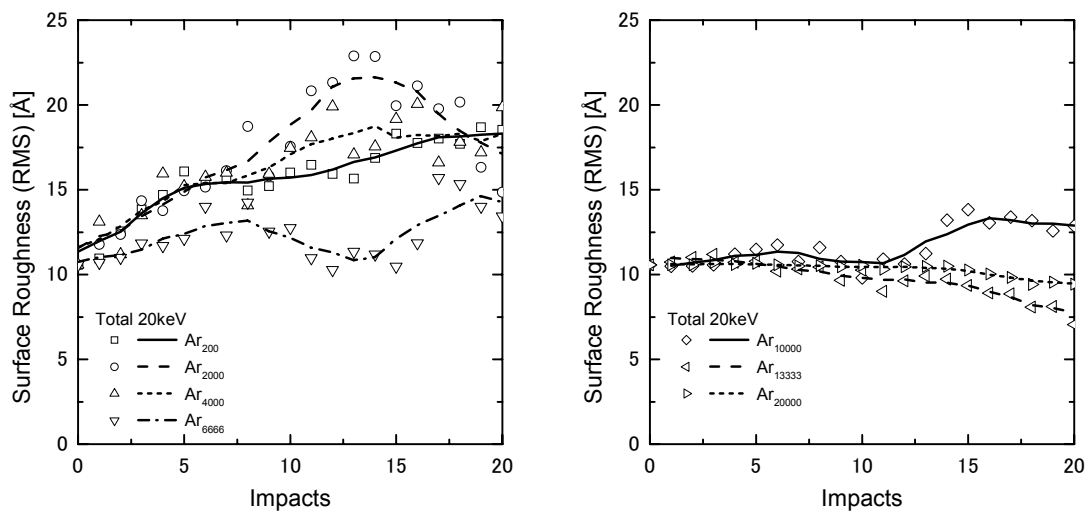 25
20
15
10
5
0
Surface Roughness (RMS) [Å]
Total 20keV
Ar200
Ar2000
Ar4000
Ar6666
0 5 10 15 20
Impacts
25
20
15
10
5
0
Surface Roughness (RMS) [Å]
Total 20keV
Ar10000
Ar13333
Ar20000
0 5 10 15 20
Impacts